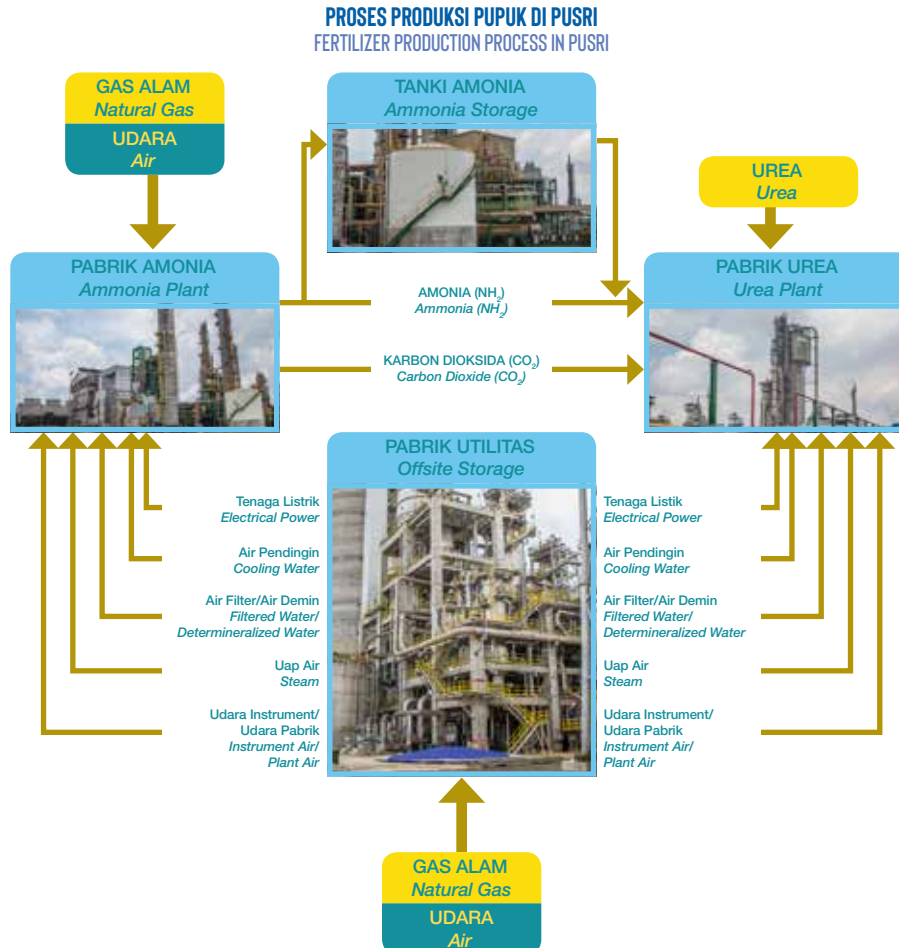 PROSES PRODUKSI PUPUK DI PUSRI
FERTILIZER PRODUCTION PROCESS IN PUSRI
GAS ALAM
Natural Gas
UDARA
Air
TANKI AMONIA
Ammonia Storage
UREA
Urea
PABRIK AMONIA
Ammonia Plant
AMONIA (NH₂)
Ammonia (NH₂)
KARBON DIOKSIDA (CO₂)
Carbon Dioxide (CO₂)
PABRIK UREA
Urea Plant
PABRIK UTILITAS
Offsite Storage
Tenaga Listrik
Electrical Power
Air Pendingin
Cooling Water
Air Filter/Air Demin
Filtered Water/
Determineralized Water
Uap Air
Steam
Udara Instrument/
Udara Pabrik
Instrument Air/
Plant Air
Tenaga Listik
Electrical Power
Air Pendingin
Cooling Water
Air Filter/Air Demin
Filtered Water/
Determineralized Water
Uap Air
Steam
Udara Instrument/
Udara Pabrik
Instrument Air/
Plant Air
GAS ALAM
Natural Gas
UDARA
Air